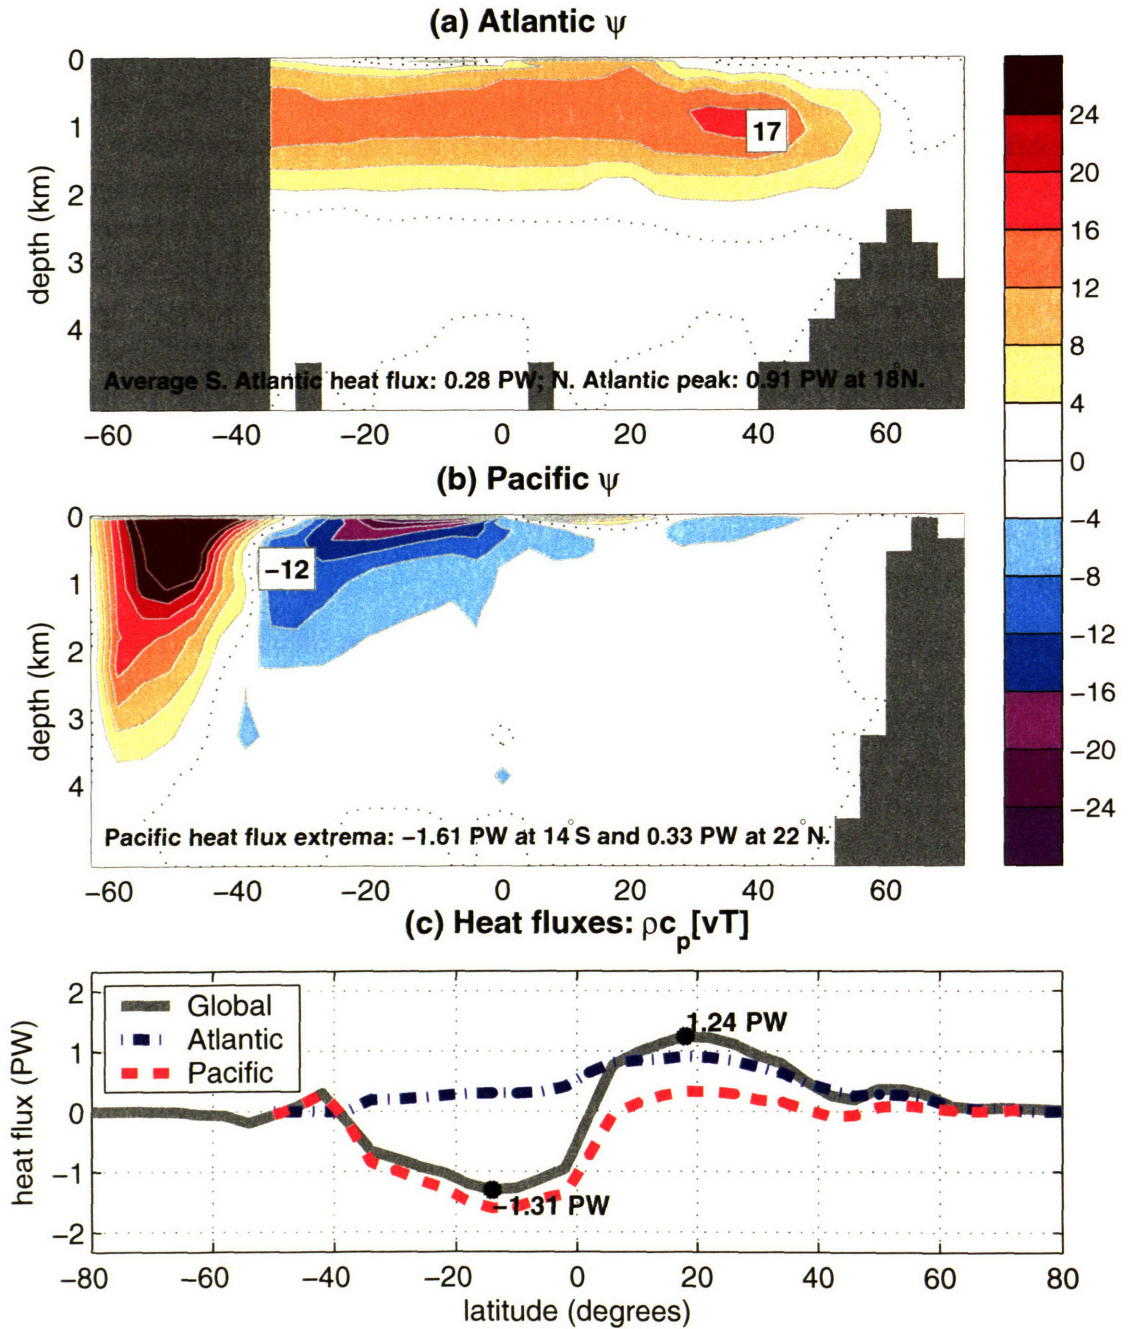 (a) Atlantic ψ
0
1
2
3
4
depth (km)
17
Average S. Atlantic heat flux: 0.28 PW; N. Atlantic peak: 0.91 PW at 18°N.
−60 −40 −20 0 20 40 60
24
20
16
12
8
4
0
−4
−8
−12
−16
−20
−24
(b) Pacific ψ
0
1
2
3
4
depth (km)
−12
Pacific heat flux extrema: −1.61 PW at 14°S and 0.33 PW at 22°N.
−60 −40 −20 0 20 40 60
(c) Heat fluxes: ρcp[vT]
2
1
0
−1
−2
heat flux (PW)
Global
Atlantic
Pacific
1.24 PW
−1.31 PW
−80 −60 −40 −20 0 20 40 60 80
latitude (degrees)